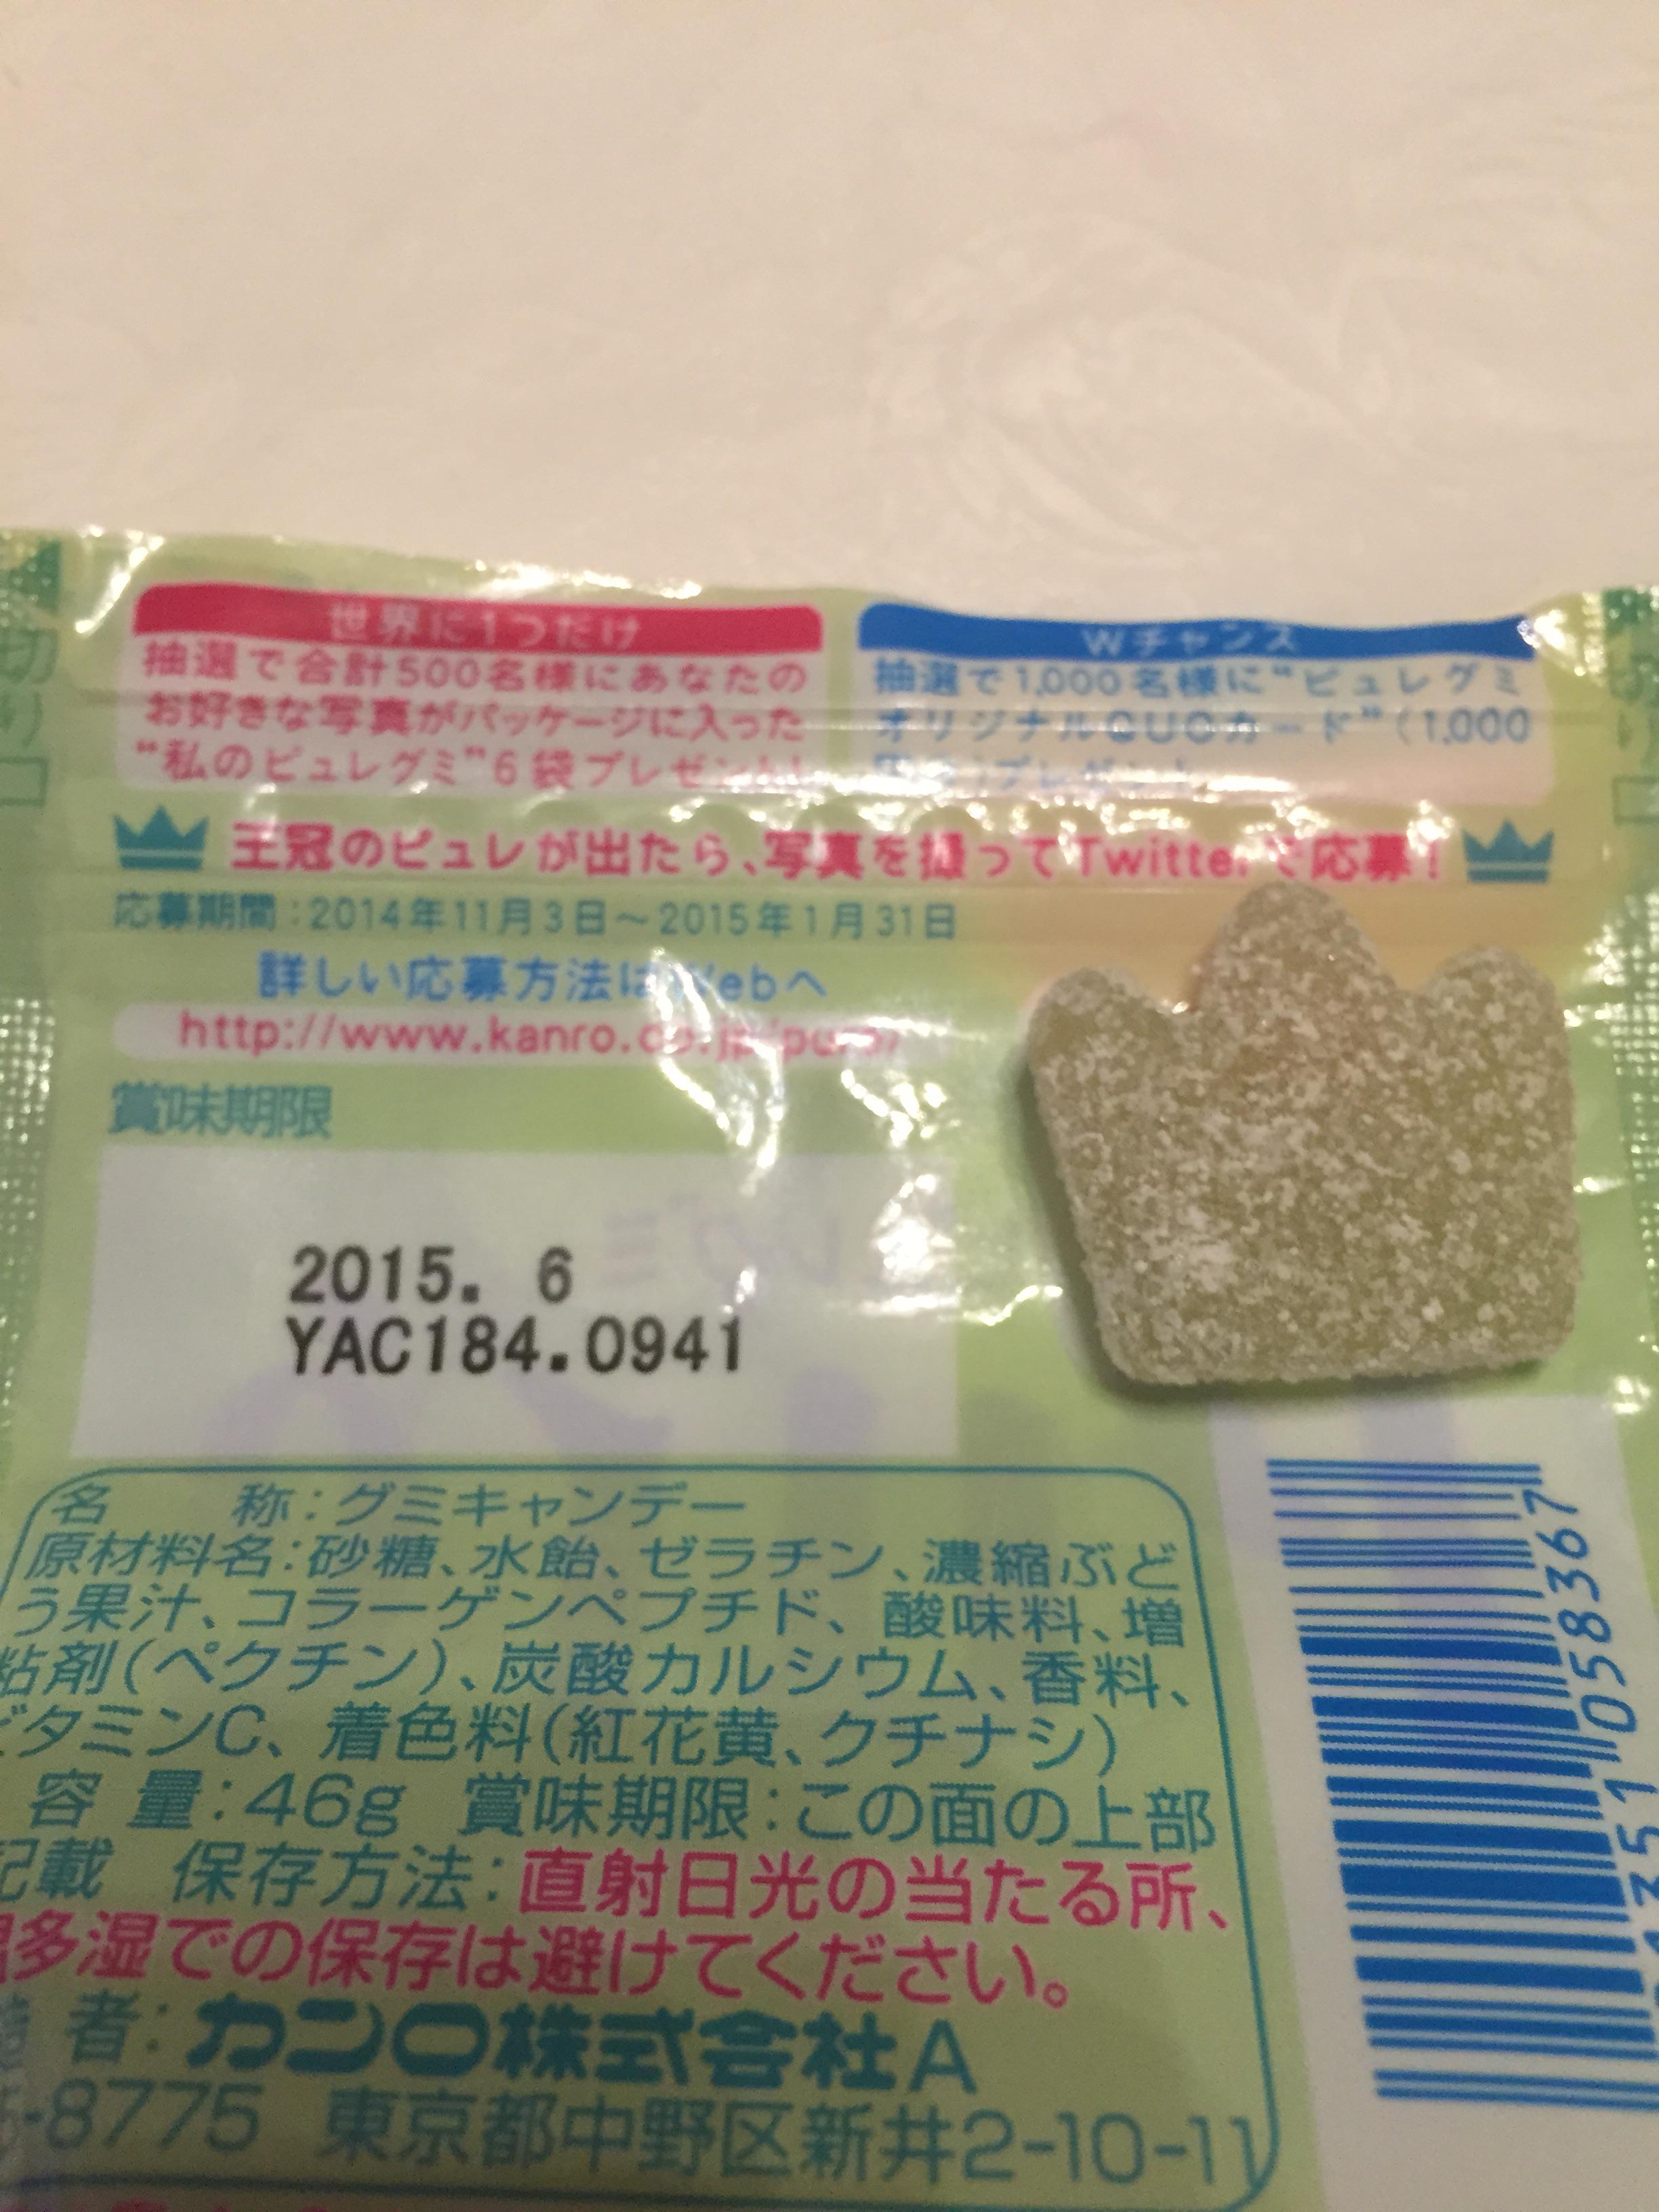 世界に1つだけ
抽選で合計500名様にあなたの
お好きな写真がパッケージに入った
“私のピュレグミ”6袋プレゼント!
Wチャンス
抽選で1,000名様に“ピュレグミ
オリジナルQUOカード”(1,000
プレゼント
王冠のピュレが出たら、写真を撮ってTwitterで応募!
応募期間:2014年11月3日〜2015年1月31日
詳しい応募方法はWebへ
http://www.kanro.co.jp/pure/
賞味期限
2015. 6
YAC184.0941
名 称:グミキャンデー
原材料名:砂糖、水飴、ゼラチン、濃縮ぶど
う果汁、コラーゲンペプチド、酸味料、増
粘剤(ペクチン)、炭酸カルシウム、香料、
ビタミンC、着色料(紅花黄、クチナシ)
容量:46g 賞味期限:この面の上部
記載 保存方法:直射日光の当たる所、
多湿での保存は避けてください。
者:カンロ株式会社A
-8775 東京都中野区新井2-10-11
切り口
切り口
4351 058367